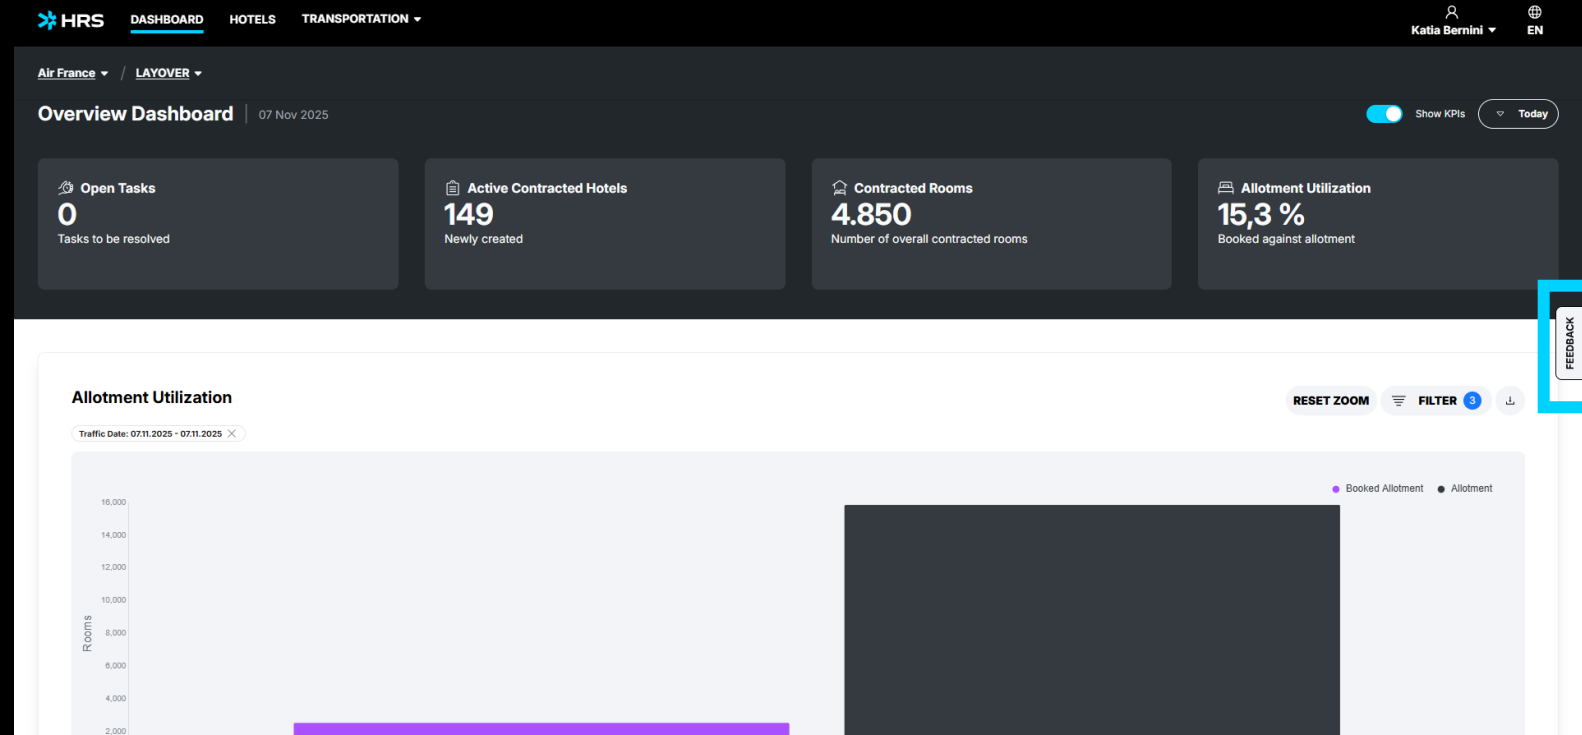 HRS DASHBOARD HOTELS TRANSPORTATION
Katia Bernini EN
Air France / LAYOVER
Overview Dashboard 07 Nov 2025
Show KPIs Today
Open Tasks
0
Tasks to be resolved
Active Contracted Hotels
149
Newly created
Contracted Rooms
4.850
Number of overall contracted rooms
Allotment Utilization
15,3 %
Booked against allotment
FEEDBACK
Allotment Utilization
RESET ZOOM FILTER 3
Traffic Date: 07.11.2025 - 07.11.2025
Booked Allotment Allotment
Rooms
16,000
14,000
12,000
10,000
8,000
6,000
4,000
2,000